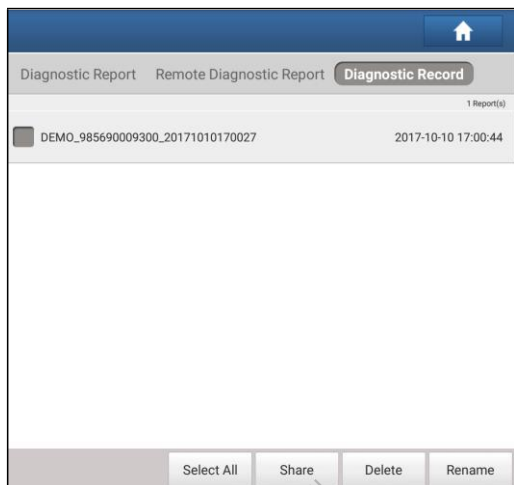 Diagnostic Report Remote Diagnostic Report Diagnostic Record
1 Report(s)
DEMO_985690009300_20171010170027 2017-10-10 17:00:44
Select All Share Delete Rename